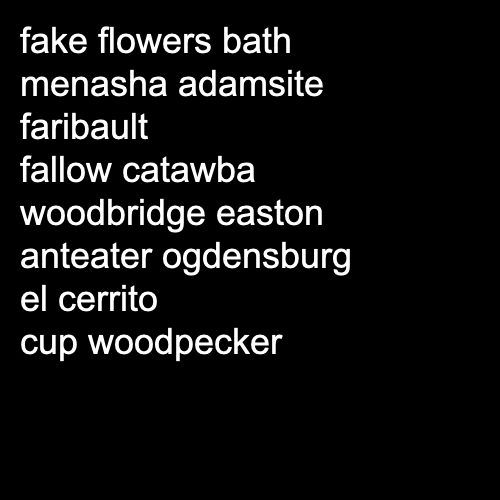 fake flowers bath
menasha adamsite
faribault
fallow catawba
woodbridge easton
anteater ogdensburg
el cerrito
cup woodpecker